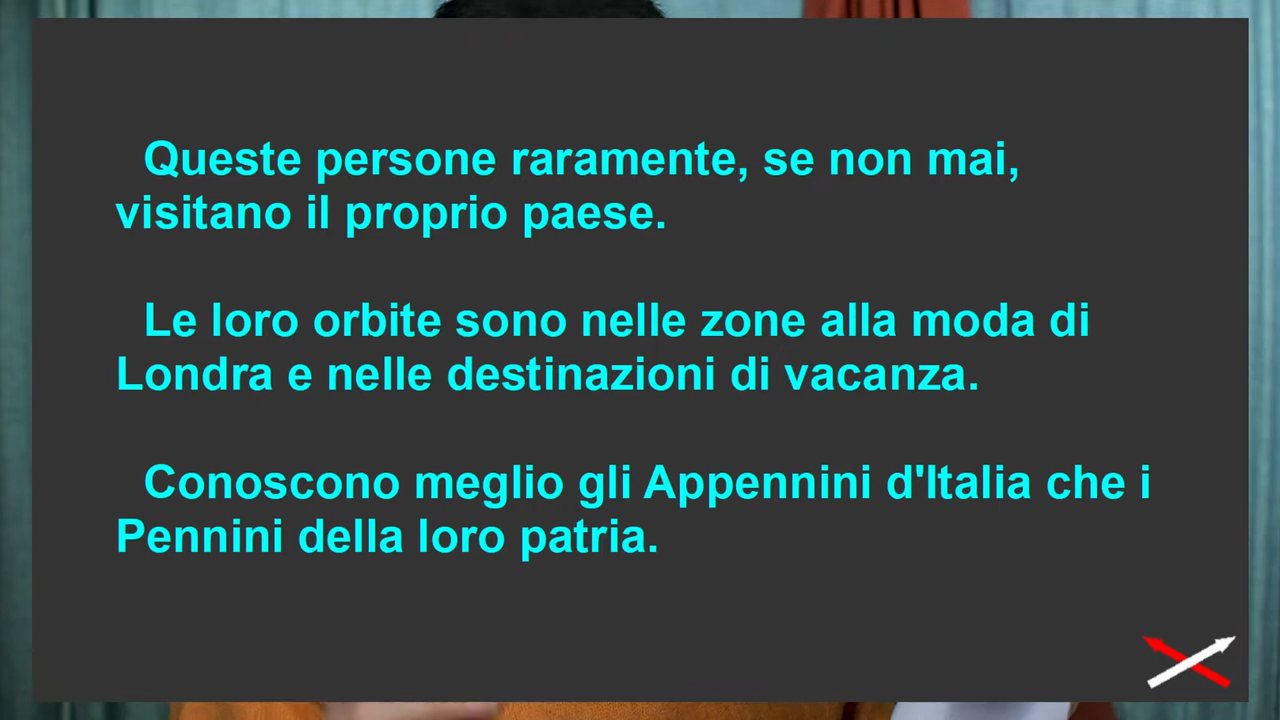 Queste persone raramente, se non mai,
visitano il proprio paese.
Le loro orbite sono nelle zone alla moda di
Londra e nelle destinazioni di vacanza.
Conoscono meglio gli Appennini d'Italia che i
Pennini della loro patria.